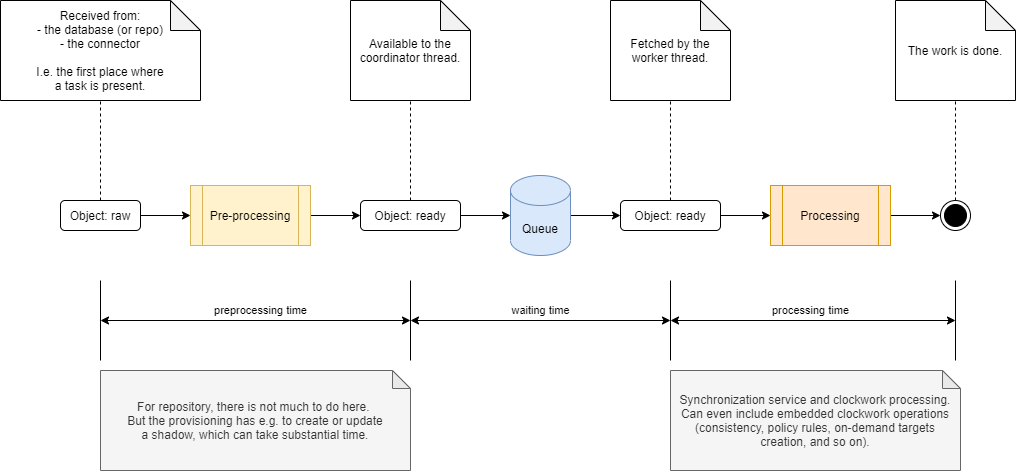 Received from:
- the database (or repo)
- the connector
I.e. the first place where
a task is present.
Available to the
coordinator thread.
Fetched by the
worker thread.
The work is done.
Object: raw
Pre-processing
Object: ready
Queue
Object: ready
Processing
preprocessing time
waiting time
processing time
For repository, there is not much to do here.
But the provisioning has e.g. to create or update
a shadow, which can take substantial time.
Synchronization service and clockwork processing.
Can even include embedded clockwork operations
(consistency, policy rules, on-demand targets
creation, and so on).